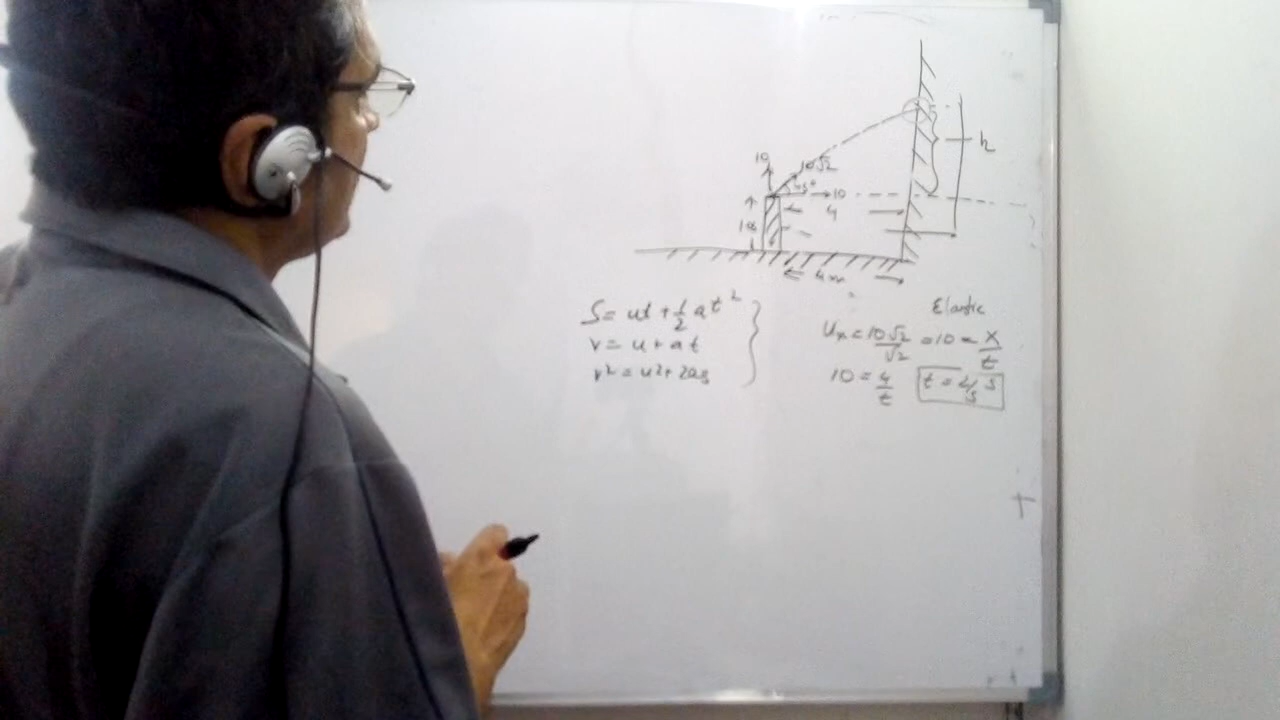 10
10√2
45°
10
h
4
4m
S = ut + 1/2 at²
v = u + at
v² = u² + 2as
Elastic
Ux = 10√2/√2 = 10 = x/t
10 = 4/t
t = 2/5 s